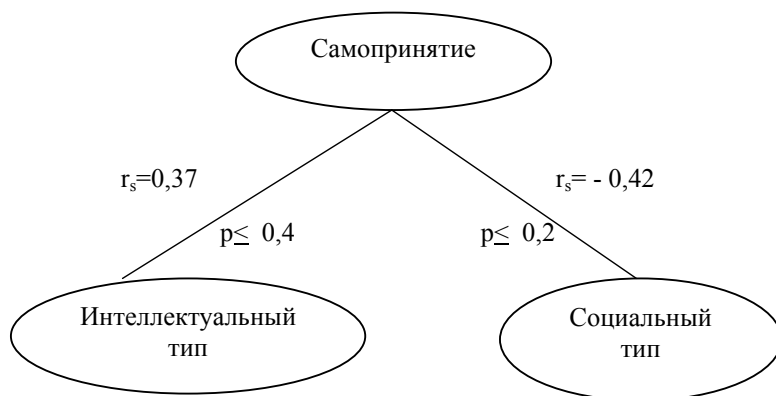 Самопринятие
rₛ=0,37
rₛ= - 0,42
p≤ 0,4
p≤ 0,2
Интеллектуальный
тип
Социальный
тип